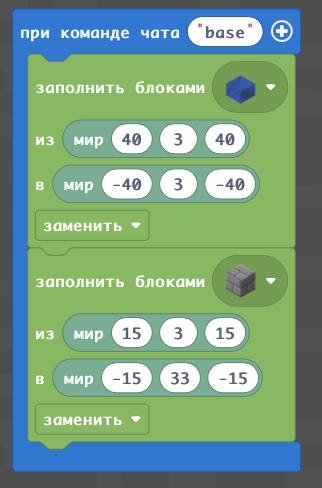 при команде чата "base"
заполнить блоками
из мир 40 3 40
в мир -40 3 -40
заменить
заполнить блоками
из мир 15 3 15
в мир -15 33 -15
заменить